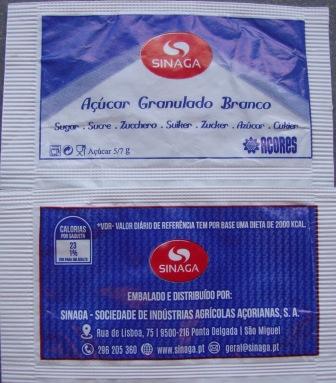 SINAGA
Açúcar Granulado Branco
Sugar . Sucre . Zucchero . Suiker . Zucker . Azúcar . Cukier
Açúcar 5/7 g
AÇORES
CALORIAS
POR SAQUETA
23
1%
*VDR- VALOR DIÁRIO DE REFERÊNCIA TEM POR BASE UMA DIETA DE 2000 KCAL.
SINAGA
EMBALADO E DISTRIBUÍDO POR:
SINAGA - SOCIEDADE DE INDÚSTRIAS AGRÍCOLAS AÇORIANAS, S. A.
Rua de Lisboa, 75 | 9500-216 Ponta Delgada | São Miguel
296 205 360 www.sinaga.pt geral@sinaga.pt